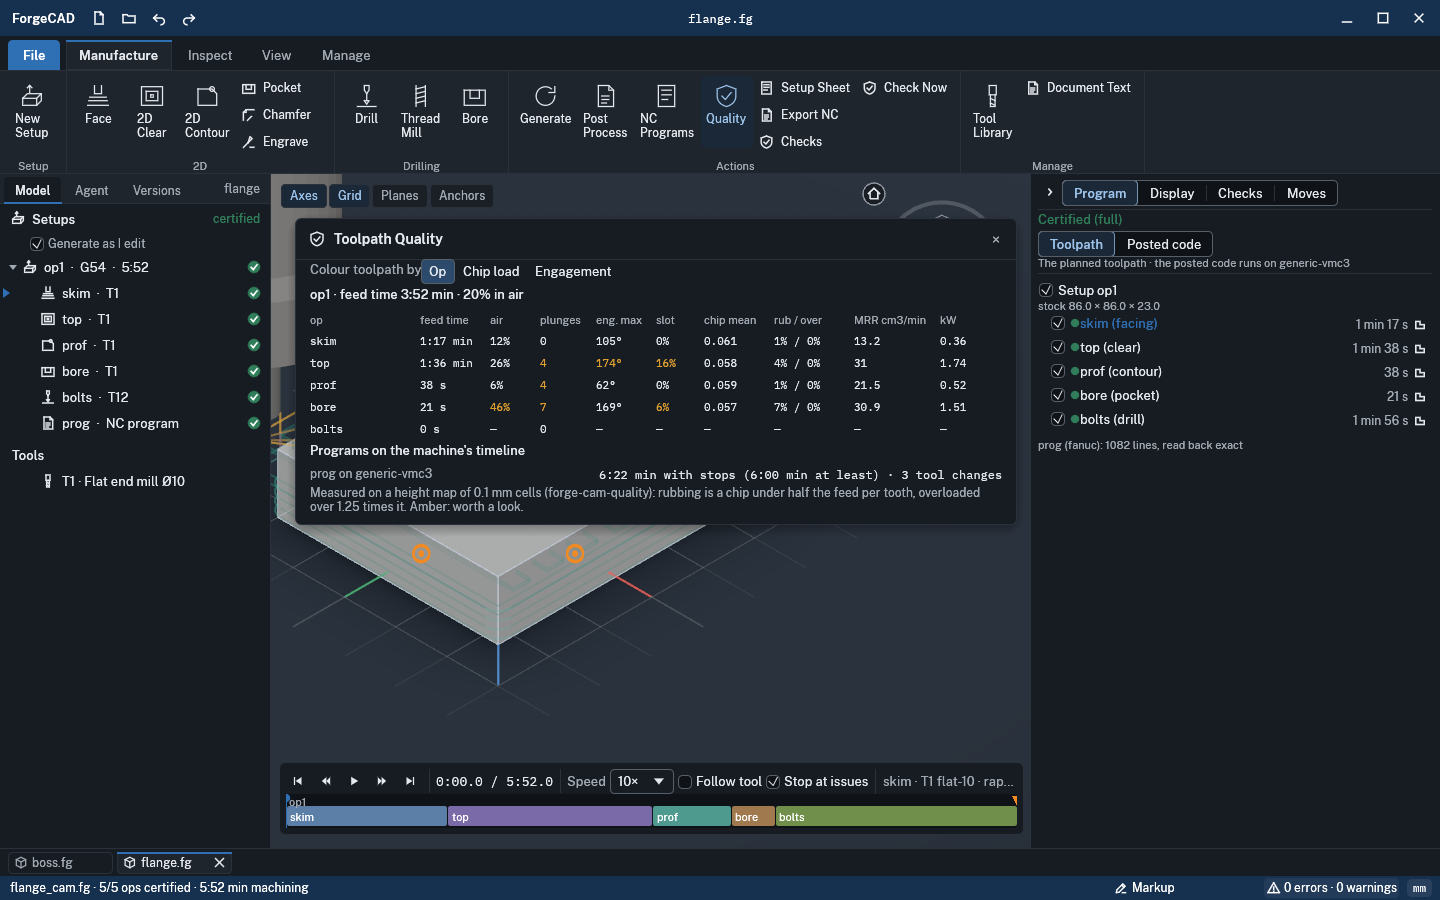 ForgeCAD
flange.fg
File
Manufacture
Inspect
View
Manage
New Setup
Face
2D Clear
2D Contour
Pocket
Chamfer
Engrave
Drill
Thread Mill
Bore
Generate
Post Process
NC Programs
Quality
Setup Sheet
Export NC
Checks
Check Now
Tool Library
Document Text
Setup
2D
Drilling
Actions
Manage
Model
Agent
Versions
flange
Setups
certified
Generate as I edit
op1 · G54 · 5:52
skim · T1
top · T1
prof · T1
bore · T1
bolts · T12
prog · NC program
Tools
T1 · Flat end mill Ø10
Axes
Grid
Planes
Anchors
Toolpath Quality
×
Colour toolpath by Op Chip load Engagement
op1 · feed time 3:52 min · 20% in air
op feed time air plunges eng. max slot chip mean rub / over MRR cm3/min kW
skim 1:17 min 12% 0 105° 0% 0.061 1% / 0% 13.2 0.36
top 1:36 min 26% 4 174° 16% 0.058 4% / 0% 31 1.74
prof 38 s 6% 4 62° 0% 0.059 1% / 0% 21.5 0.52
bore 21 s 46% 7 169° 6% 0.057 7% / 0% 30.9 1.51
bolts 0 s – 0 – – – – – –
Programs on the machine's timeline
prog on generic-vmc3 6:22 min with stops (6:00 min at least) · 3 tool changes
Measured on a height map of 0.1 mm cells (forge-cam-quality): rubbing is a chip under half the feed per tooth, overloaded
over 1.25 times it. Amber: worth a look.
0:00.0 / 5:52.0
Speed
10×
Follow tool
Stop at issues
skim · T1 flat-10 · rap...
op1
skim
top
prof
bore
bolts
Program
Display
Checks
Moves
Certified (full)
Toolpath
Posted code
The planned toolpath · the posted code runs on generic-vmc3
Setup op1
stock 86.0 × 86.0 × 23.0
skim (facing) 1 min 17 s
top (clear) 1 min 38 s
prof (contour) 38 s
bore (pocket) 21 s
bolts (drill) 1 min 56 s
prog (fanuc): 1082 lines, read back exact
boss.fg
flange.fg
flange_cam.fg · 5/5 ops certified · 5:52 min machining
Markup
0 errors · 0 warnings
mm